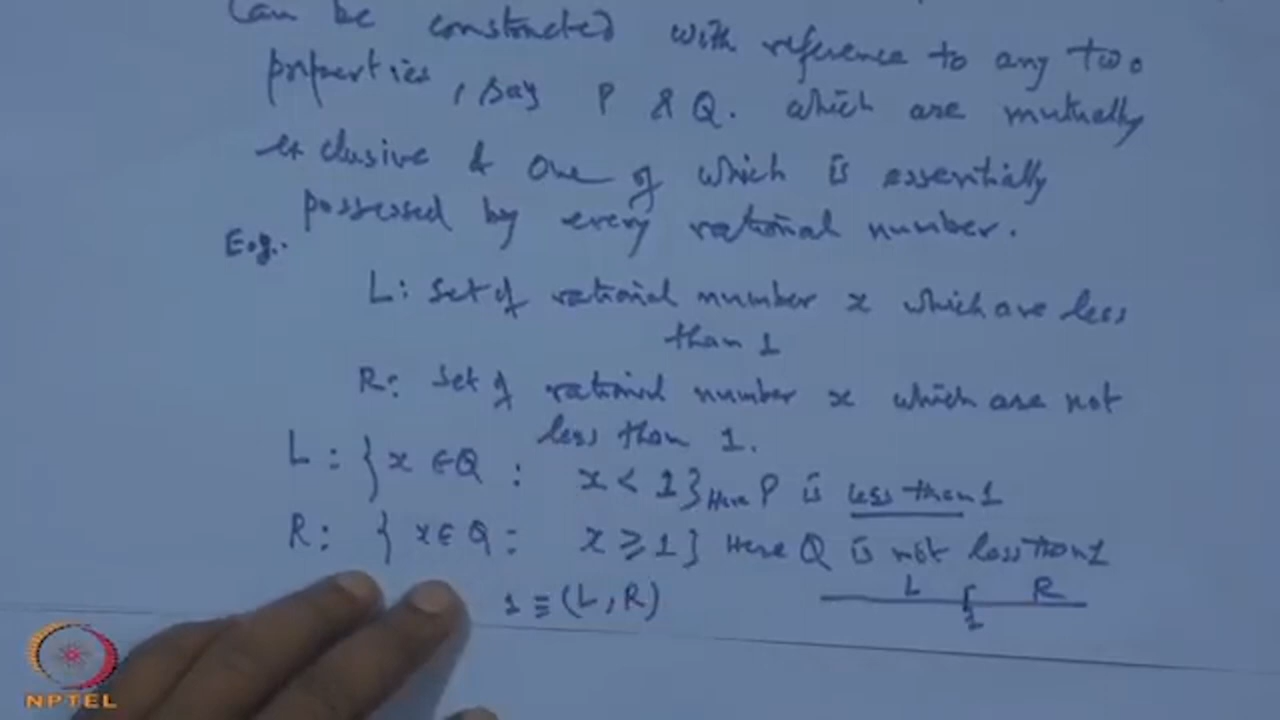 Can be constructed with reference to any two
properties, say P & Q. which are mutually
exclusive & one of which is essentially
possessed by every rational number.
E.g.
L: Set of rational number x which are less
than 1
R: Set of rational number x which are not
less than 1.
L: {x ∈ Q : x < 1} Here P is less than 1
R: {x ∈ Q : x ≥ 1} Here Q is not less than 1
1 ≡ (L, R) L R
1
NPTEL